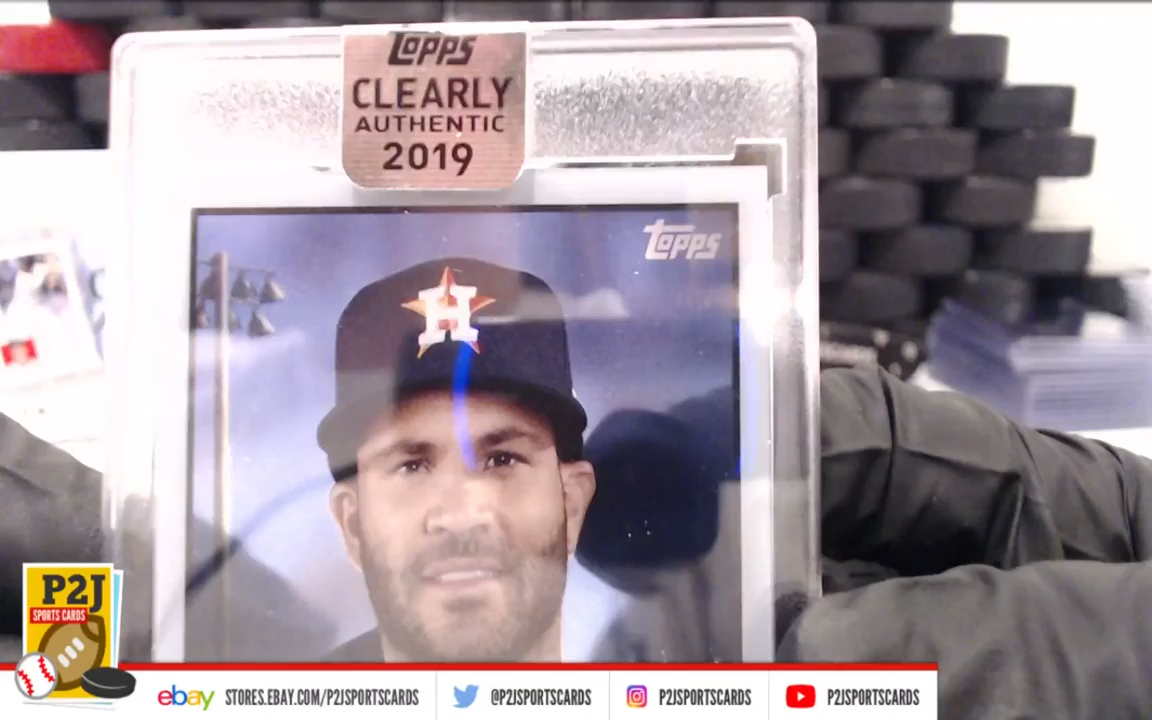 Topps
CLEARLY
AUTHENTIC
2019
Topps
H
P2J
SPORTS CARDS
ebay
STORES.EBAY.COM/P2JSPORTSCARDS
@P2JSPORTSCARDS
P2JSPORTSCARDS
P2JSPORTSCARDS